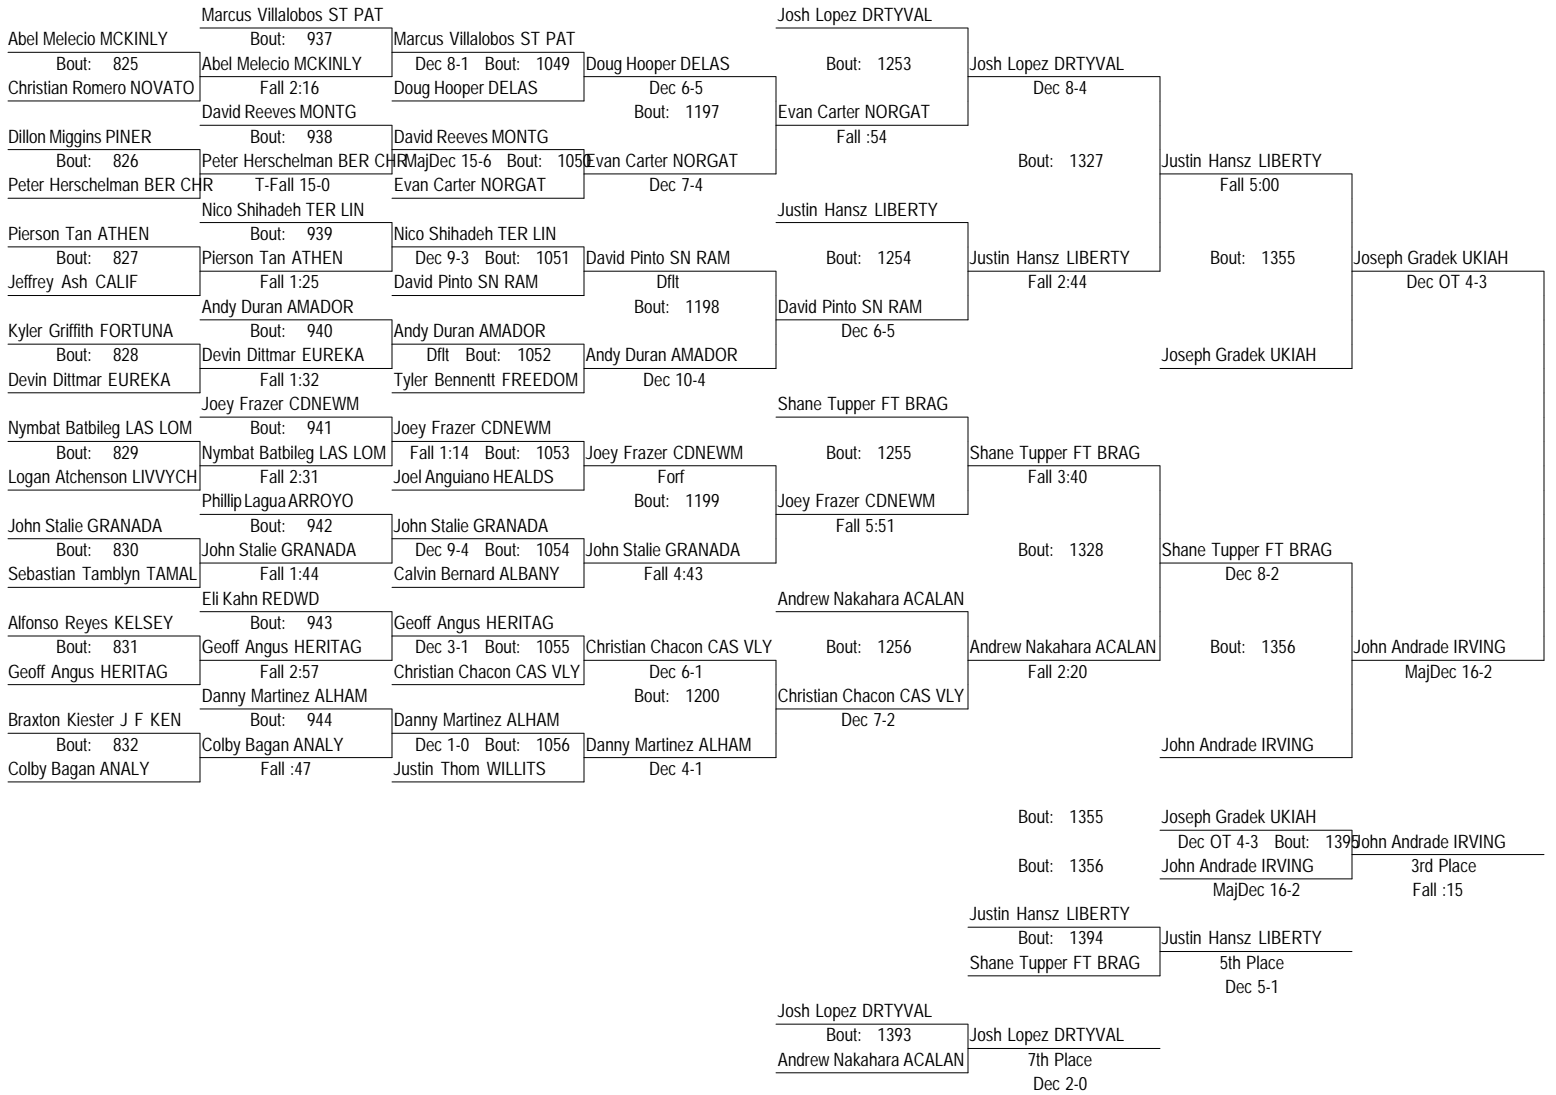 Marcus Villalobos ST PAT
Josh Lopez DRTYVAL
Abel Melecio MCKINLY
Bout: 937
Marcus Villalobos ST PAT
Bout: 825
Abel Melecio MCKINLY
Dec 8-1 Bout: 1049
Doug Hooper DELAS
Bout: 1253
Josh Lopez DRTYVAL
Christian Romero NOVATO
Fall 2:16
Doug Hooper DELAS
Dec 6-5
Dec 8-4
David Reeves MONTG
Bout: 1197
Evan Carter NORGAT
Dillon Miggins PINER
Bout: 938
David Reeves MONTG
Fall :54
Bout: 826
Peter Herschelman BER CHR
MajDec 15-6 Bout: 1050
Evan Carter NORGAT
Bout: 1327
Justin Hansz LIBERTY
Peter Herschelman BER CHR
T-Fall 15-0
Evan Carter NORGAT
Dec 7-4
Fall 5:00
Nico Shihadeh TER LIN
Justin Hansz LIBERTY
Pierson Tan ATHEN
Bout: 939
Nico Shihadeh TER LIN
Bout: 827
Pierson Tan ATHEN
Dec 9-3 Bout: 1051
David Pinto SN RAM
Bout: 1254
Justin Hansz LIBERTY
Bout: 1355
Joseph Gradek UKIAH
Jeffrey Ash CALIF
Fall 1:25
David Pinto SN RAM
Dflt
Fall 2:44
Dec OT 4-3
Andy Duran AMADOR
Bout: 1198
David Pinto SN RAM
Kyler Griffith FORTUNA
Bout: 940
Andy Duran AMADOR
Dec 6-5
Bout: 828
Devin Dittmar EUREKA
Dflt Bout: 1052
Andy Duran AMADOR
Joseph Gradek UKIAH
Devin Dittmar EUREKA
Fall 1:32
Tyler Bennentt FREEDOM
Dec 10-4
Joey Frazer CDNEWM
Shane Tupper FT BRAG
Nymbat Batbileg LAS LOM
Bout: 941
Joey Frazer CDNEWM
Bout: 829
Nymbat Batbileg LAS LOM
Fall 1:14 Bout: 1053
Joey Frazer CDNEWM
Bout: 1255
Shane Tupper FT BRAG
Logan Atchenson LIVVYCH
Fall 2:31
Joel Anguiano HEALDS
Forf
Fall 3:40
Phillip Lagua ARROYO
Bout: 1199
Joey Frazer CDNEWM
John Stalie GRANADA
Bout: 942
John Stalie GRANADA
Fall 5:51
Bout: 830
John Stalie GRANADA
Dec 9-4 Bout: 1054
John Stalie GRANADA
Bout: 1328
Shane Tupper FT BRAG
Sebastian Tamblyn TAMAL
Fall 1:44
Calvin Bernard ALBANY
Fall 4:43
Dec 8-2
Eli Kahn REDWD
Andrew Nakahara ACALAN
Alfonso Reyes KELSEY
Bout: 943
Geoff Angus HERITAG
Bout: 831
Geoff Angus HERITAG
Dec 3-1 Bout: 1055
Christian Chacon CAS VLY
Bout: 1256
Andrew Nakahara ACALAN
Bout: 1356
John Andrade IRVING
Geoff Angus HERITAG
Fall 2:57
Christian Chacon CAS VLY
Dec 6-1
Fall 2:20
MajDec 16-2
Danny Martinez ALHAM
Bout: 1200
Christian Chacon CAS VLY
Braxton Kiester J F KEN
Bout: 944
Danny Martinez ALHAM
Dec 7-2
Bout: 832
Colby Bagan ANALY
Dec 1-0 Bout: 1056
Danny Martinez ALHAM
John Andrade IRVING
Colby Bagan ANALY
Fall :47
Justin Thom WILLITS
Dec 4-1
Bout: 1355
Joseph Gradek UKIAH
Dec OT 4-3 Bout: 1395
John Andrade IRVING
Bout: 1356
John Andrade IRVING
3rd Place
MajDec 16-2
Fall :15
Justin Hansz LIBERTY
Bout: 1394
Justin Hansz LIBERTY
Shane Tupper FT BRAG
5th Place
Dec 5-1
Josh Lopez DRTYVAL
Bout: 1393
Josh Lopez DRTYVAL
Andrew Nakahara ACALAN
7th Place
Dec 2-0